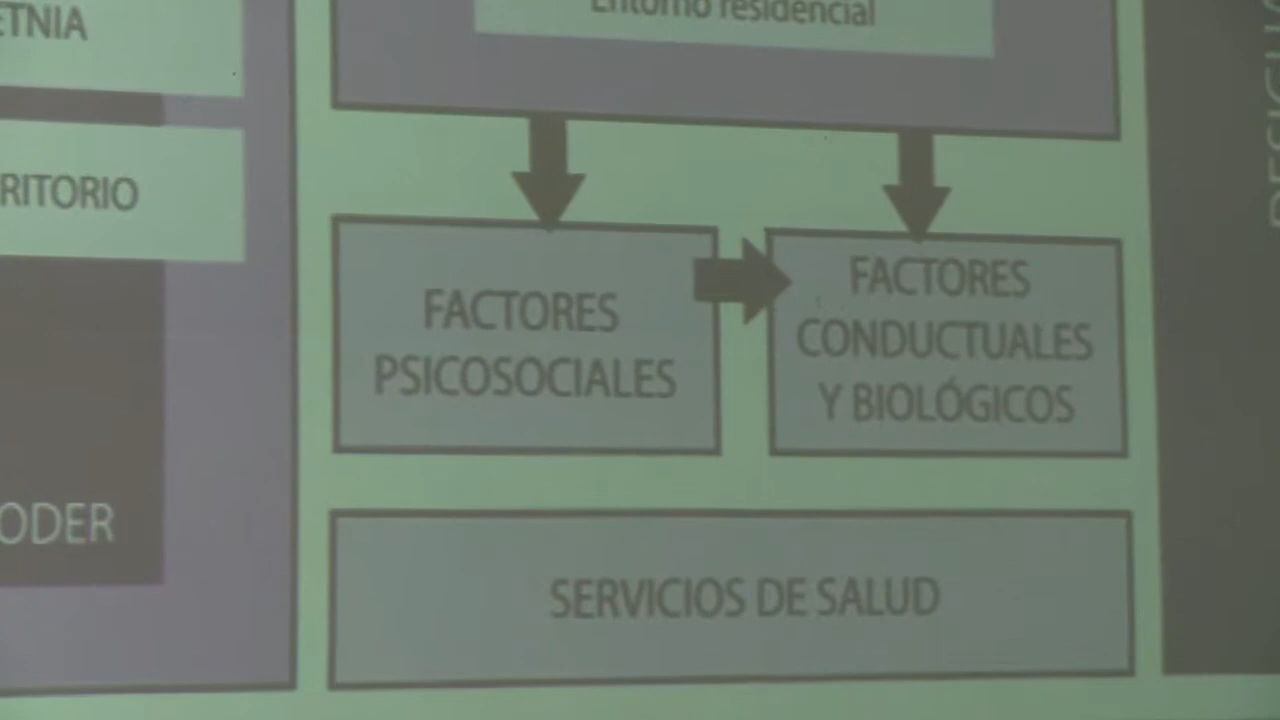 ETNIA
RITORIO
ODER
Entorno residencial
FACTORES
PSICOSOCIALES
FACTORES
CONDUCTUALES
Y BIOLÓGICOS
SERVICIOS DE SALUD